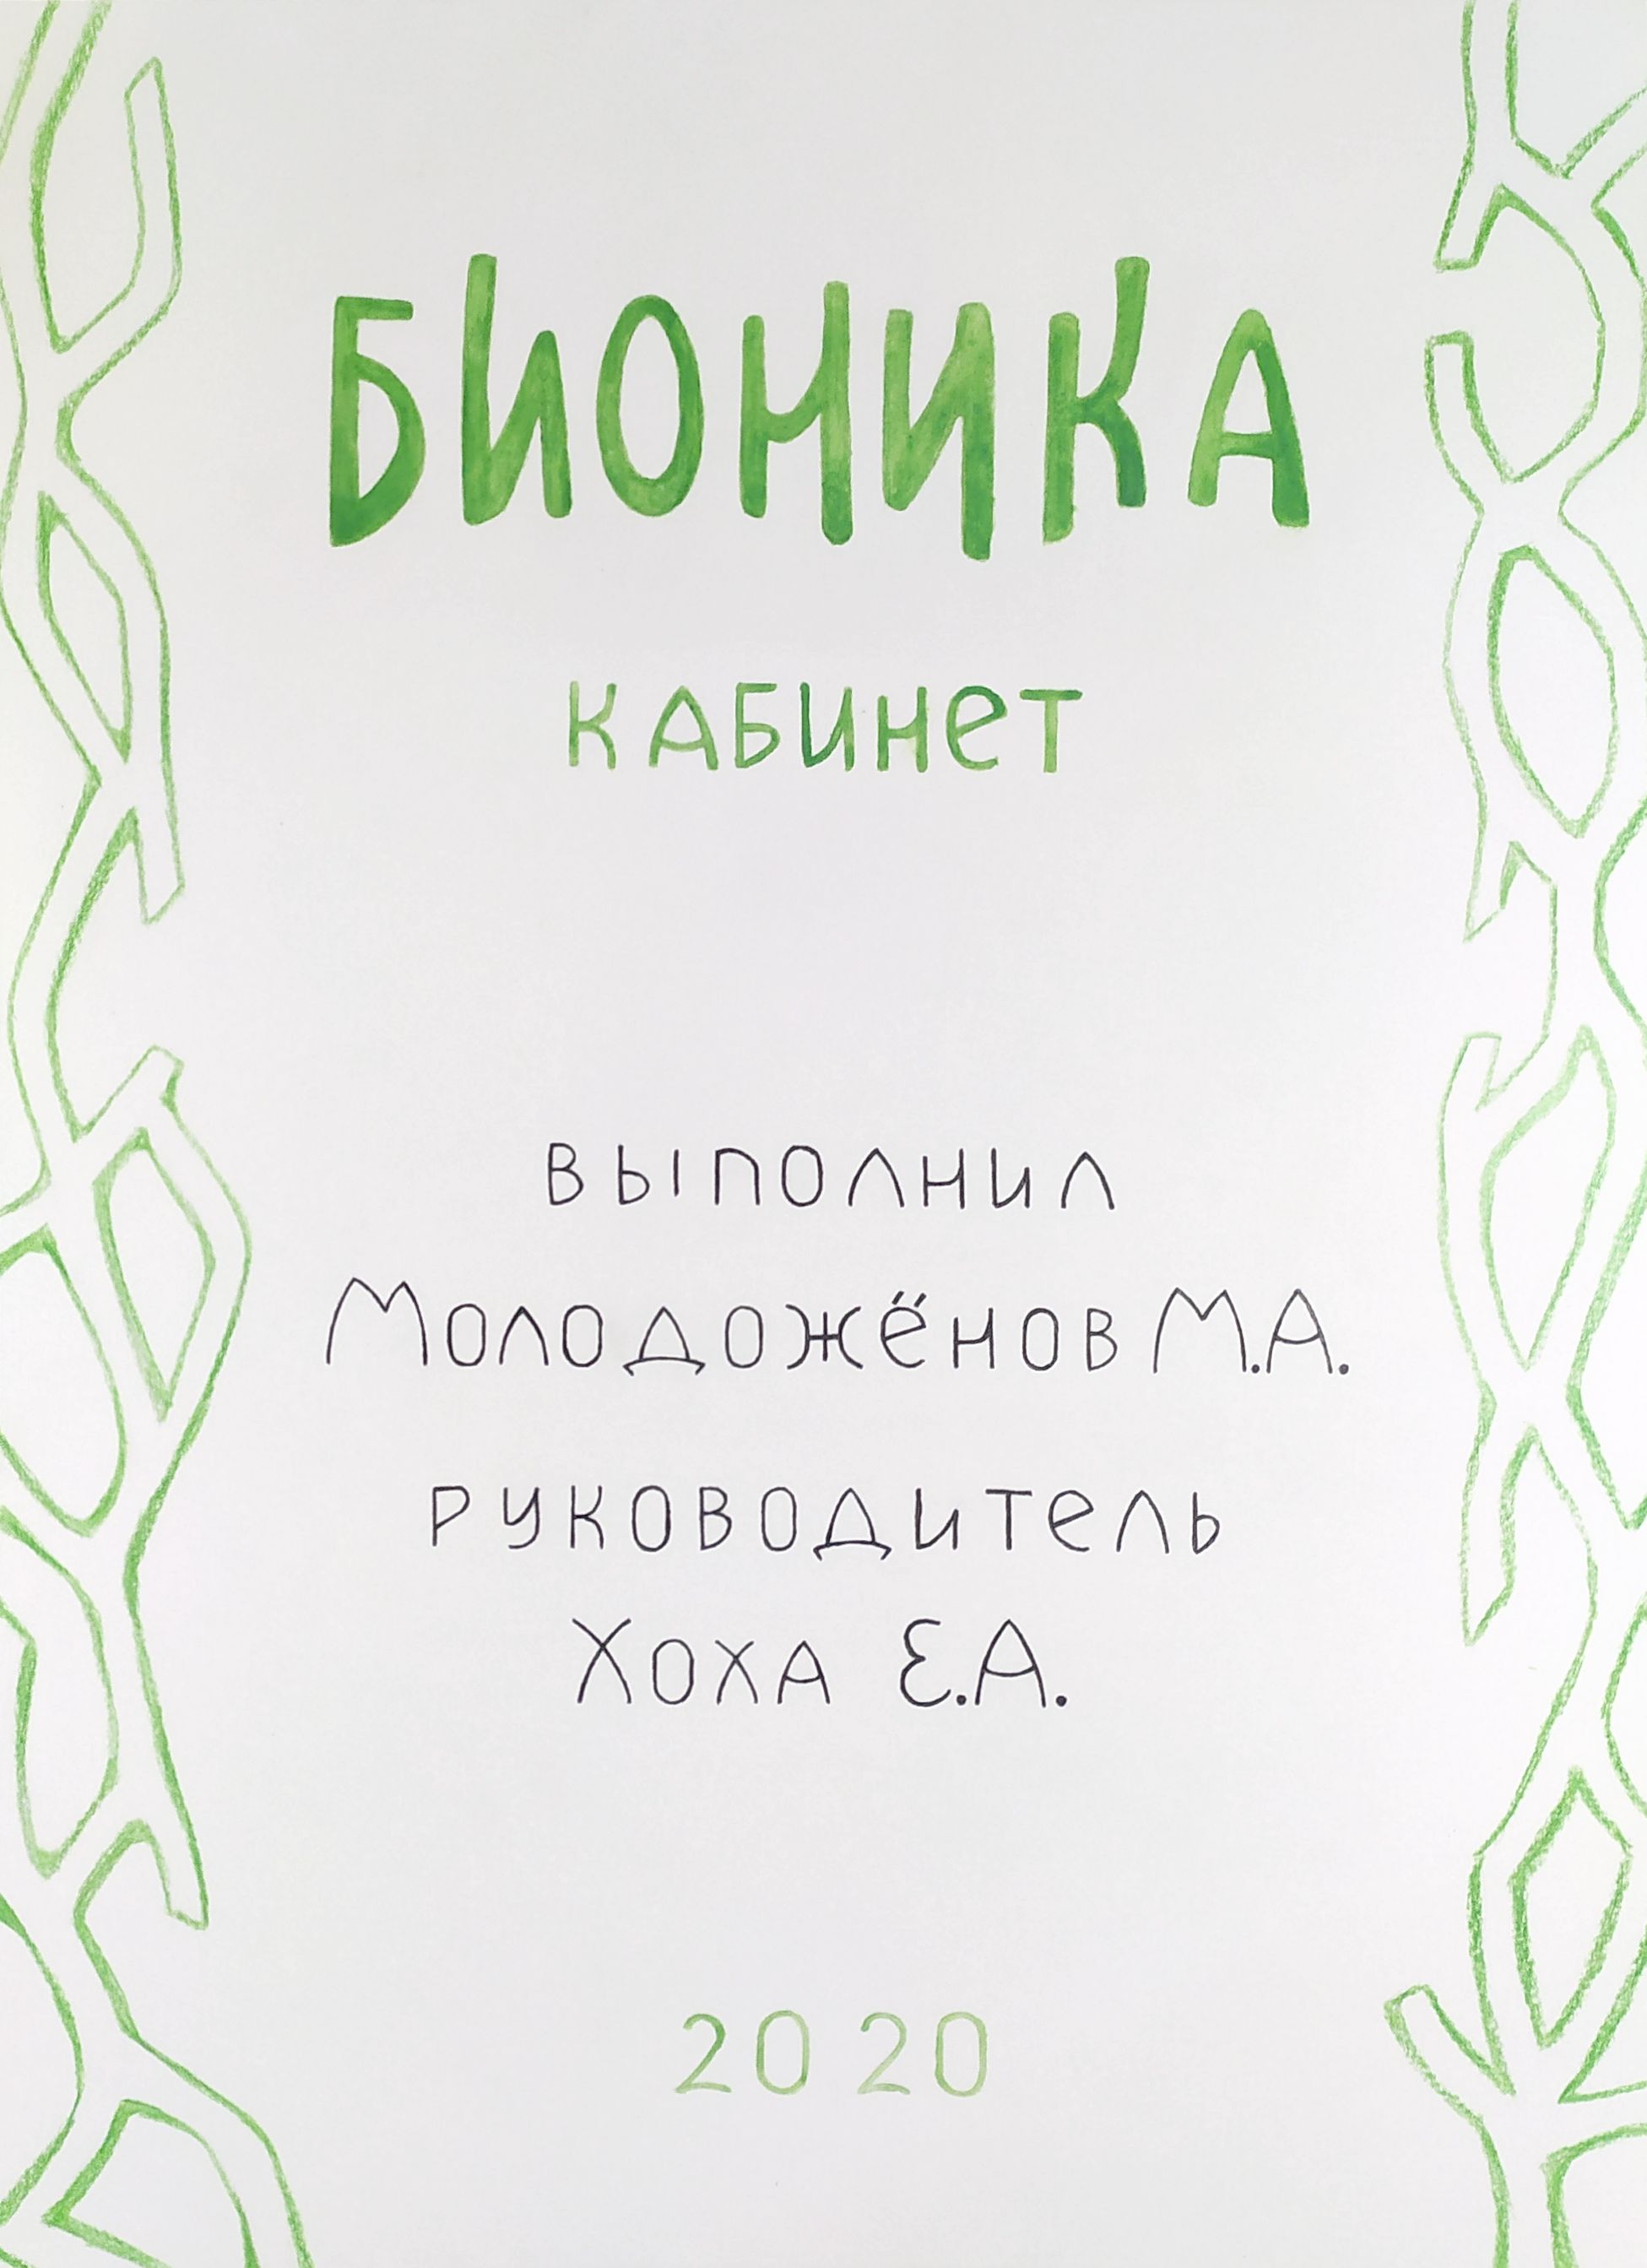 БИОНИКА
кабинет
выполнил
Молодожёнов М.А.
руководитель
Хоха Е.А.
2020